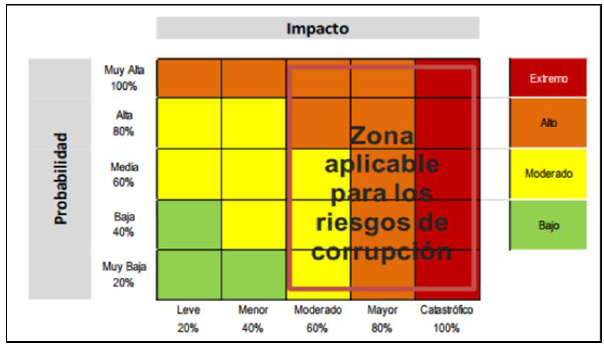 Impacto
Probabilidad
Muy Alta
100%
Alta
80%
Media
60%
Baja
40%
Muy Baja
20%
Zona
aplicable
para los
riesgos de
corrupción
Extremo
Alto
Moderado
Bajo
Leve
20%
Menor
40%
Moderado
60%
Mayor
80%
Catastrófico
100%